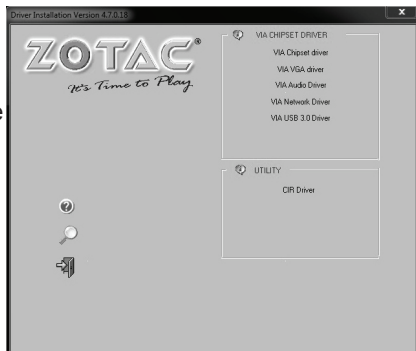 Driver Installation Version 4.7.0.18
x
ZOTAC®
It's Time to Play
VIA CHIPSET DRIVER
VIA Chipset driver
VIA VGA driver
VIA Audio Driver
VIA Network Driver
VIA USB 3.0 Driver
UTILITY
CIR Driver
e
?